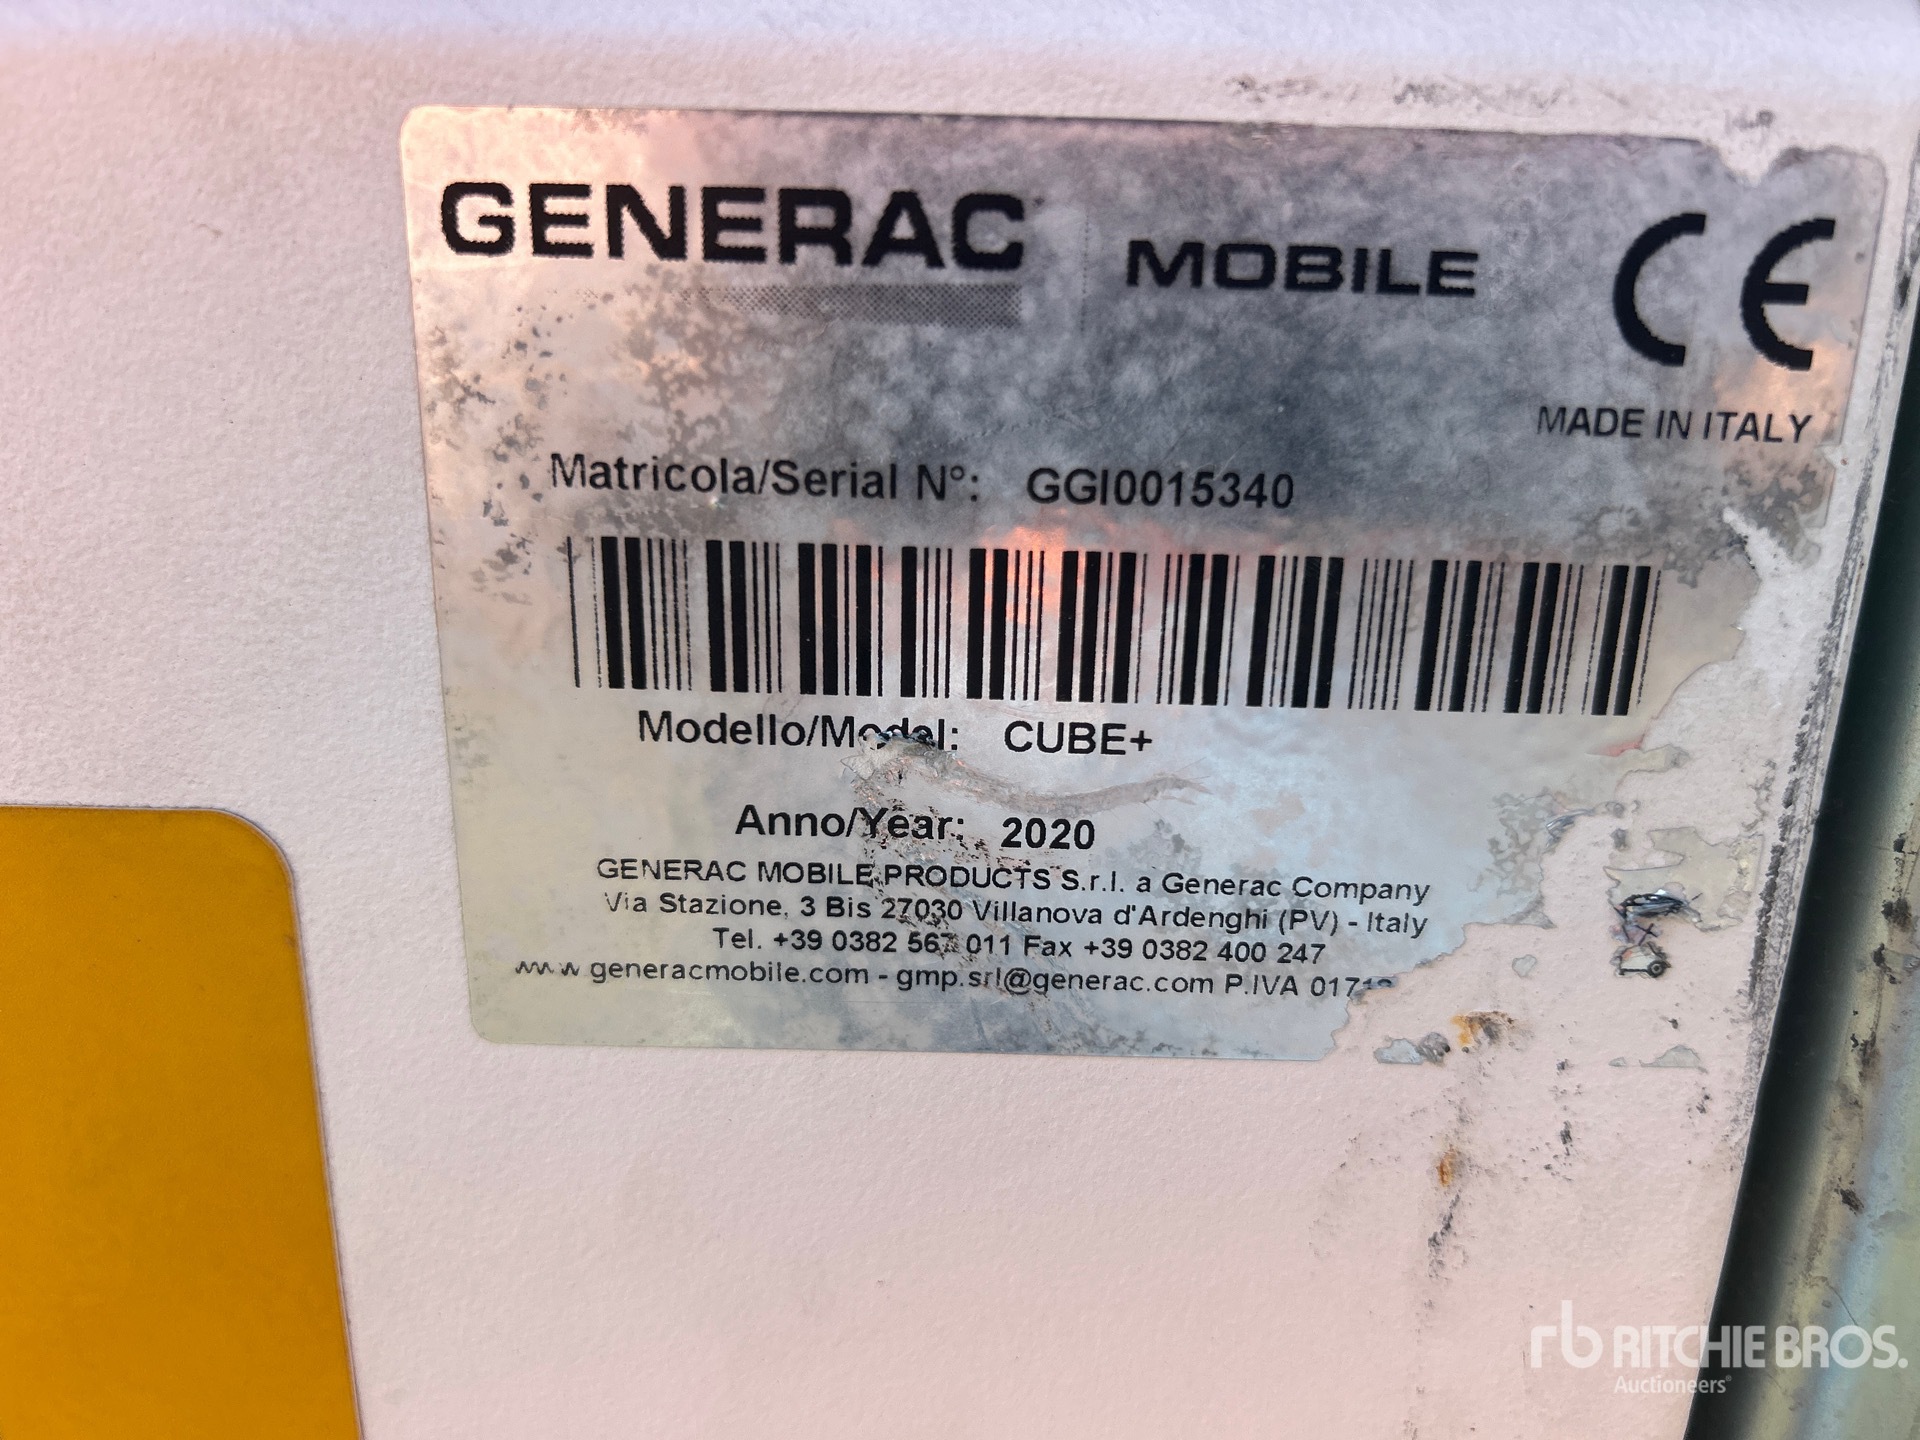 GENERAC MOBILE CE
MADE IN ITALY
Matricola/Serial N°: GGI0015340
Modello/Model: CUBE+
Anno/Year: 2020
GENERAC MOBILE PRODUCTS S.r.l. a Generac Company
Via Stazione, 3 Bis 27030 Villanova d'Ardenghi (PV) - Italy
Tel. +39 0382 567 011 Fax +39 0382 400 247
www.generacmobile.com - gmp.srl@generac.com P.IVA
rb RITCHIE BROS.
Auctioneers®